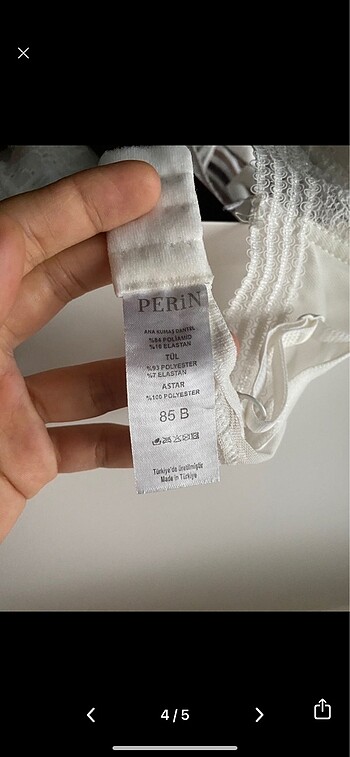 PERİN
ANA KUMAŞ DANTEL
%84 POLİAMİD
%16 ELASTAN
TÜL
%93 POLYESTER
%7 ELASTAN
ASTAR
%100 POLYESTER
85 B
Türkiye'de üretilmiştir
Made in Türkiye
4/5